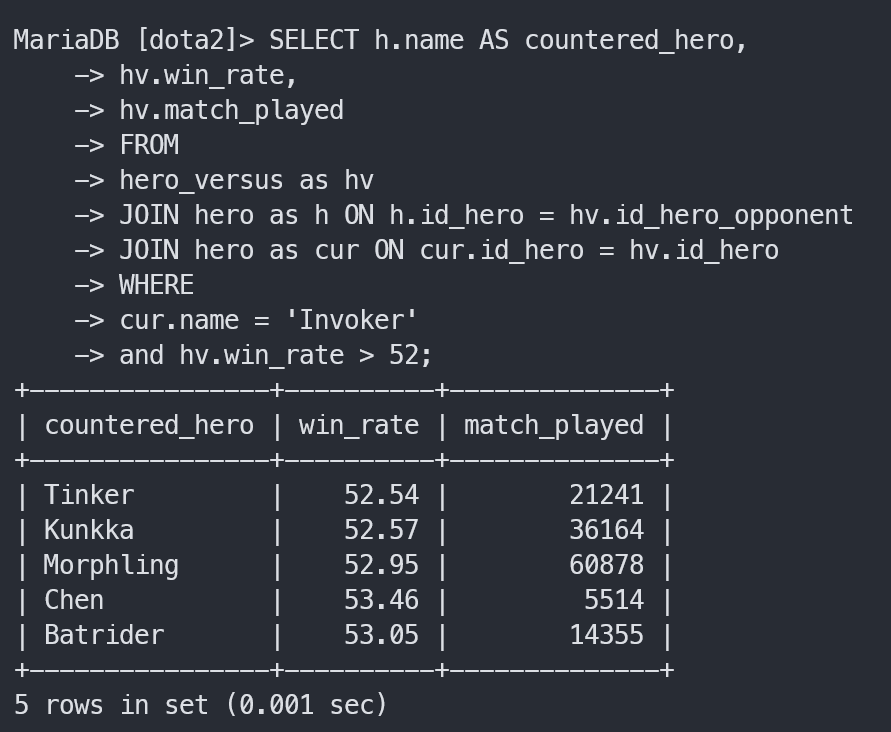 MariaDB [dota2]> SELECT h.name AS countered_hero,
    -> hv.win_rate,
    -> hv.match_played
    -> FROM
    -> hero_versus as hv
    -> JOIN hero as h ON h.id_hero = hv.id_hero_opponent
    -> JOIN hero as cur ON cur.id_hero = hv.id_hero
    -> WHERE
    -> cur.name = 'Invoker'
    -> and hv.win_rate > 52;
+----------------+----------+--------------+
| countered_hero | win_rate | match_played |
+----------------+----------+--------------+
| Tinker         |    52.54 |        21241 |
| Kunkka         |    52.57 |        36164 |
| Morphling      |    52.95 |        60878 |
| Chen           |    53.46 |         5514 |
| Batrider       |    53.05 |        14355 |
+----------------+----------+--------------+
5 rows in set (0.001 sec)